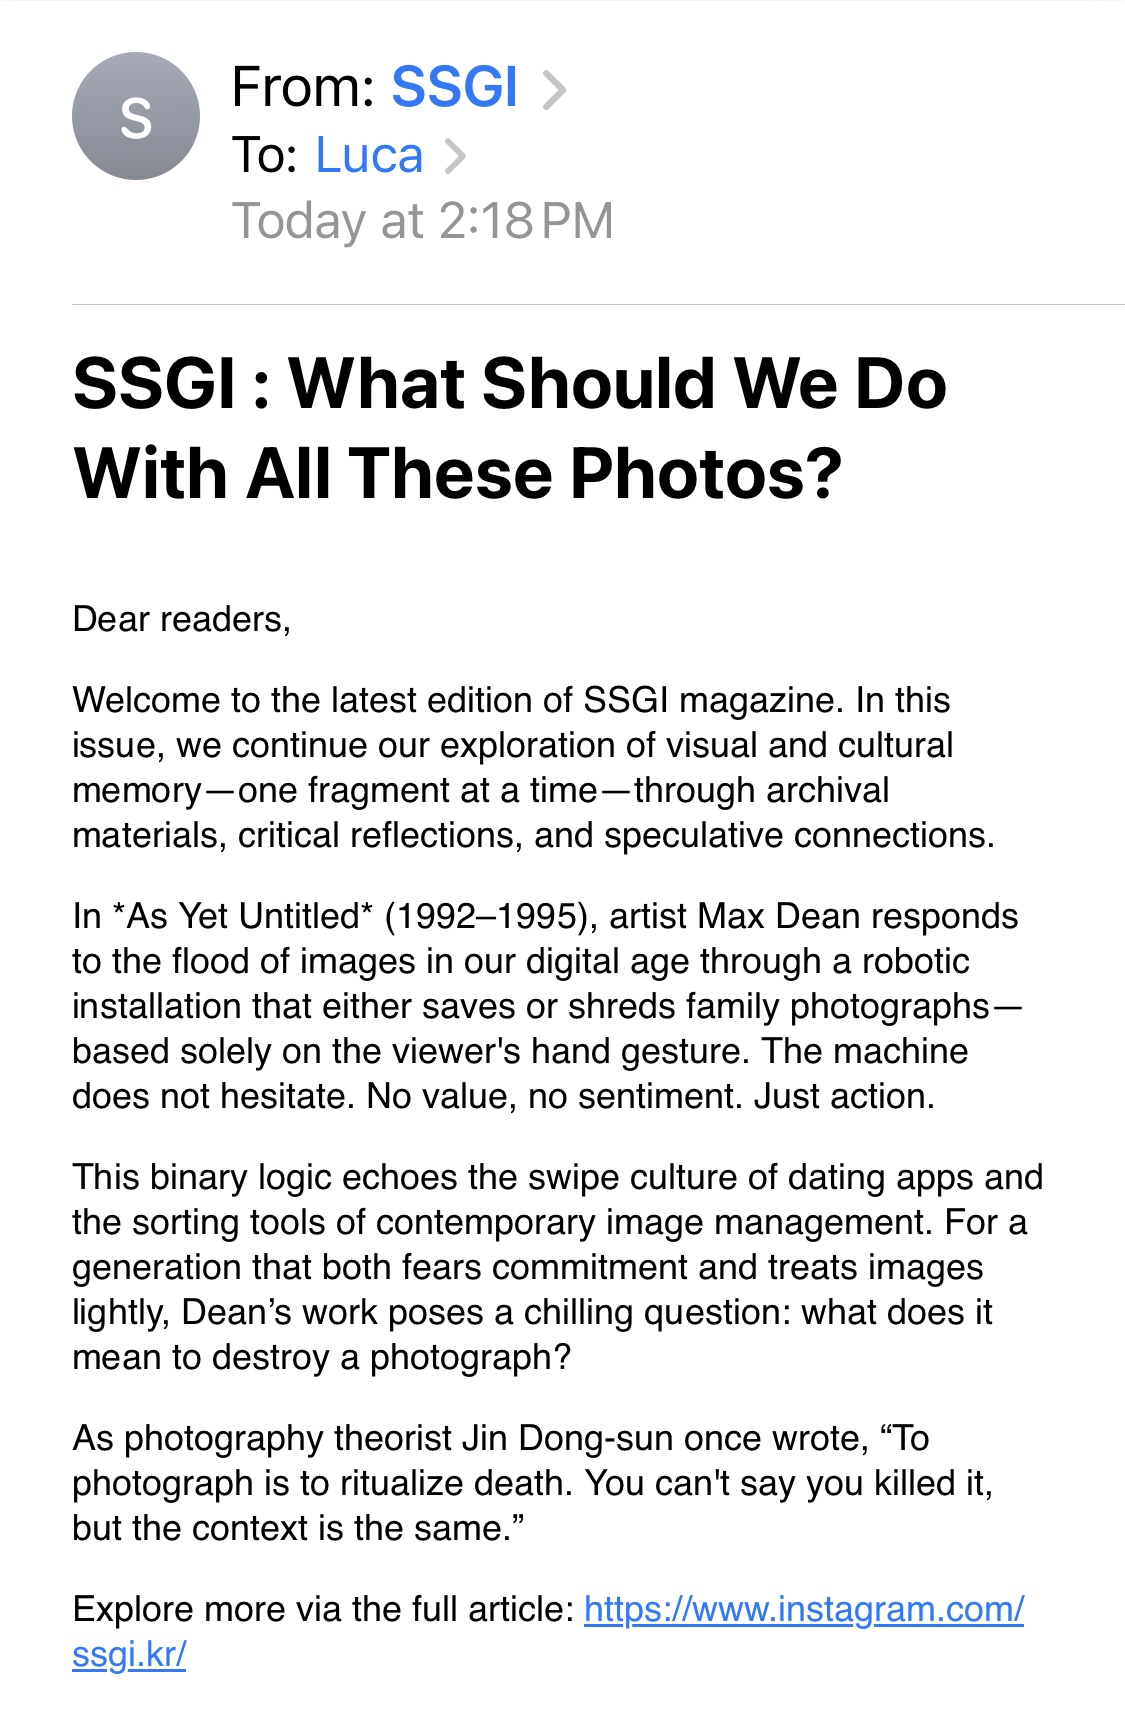 S
From: SSGI >
To: Luca >
Today at 2:18 PM
SSGI : What Should We Do
With All These Photos?
Dear readers,
Welcome to the latest edition of SSGI magazine. In this
issue, we continue our exploration of visual and cultural
memory—one fragment at a time—through archival
materials, critical reflections, and speculative connections.
In *As Yet Untitled* (1992–1995), artist Max Dean responds
to the flood of images in our digital age through a robotic
installation that either saves or shreds family photographs—
based solely on the viewer's hand gesture. The machine
does not hesitate. No value, no sentiment. Just action.
This binary logic echoes the swipe culture of dating apps and
the sorting tools of contemporary image management. For a
generation that both fears commitment and treats images
lightly, Dean’s work poses a chilling question: what does it
mean to destroy a photograph?
As photography theorist Jin Dong-sun once wrote, “To
photograph is to ritualize death. You can't say you killed it,
but the context is the same.”
Explore more via the full article: https://www.instagram.com/
ssgi.kr/